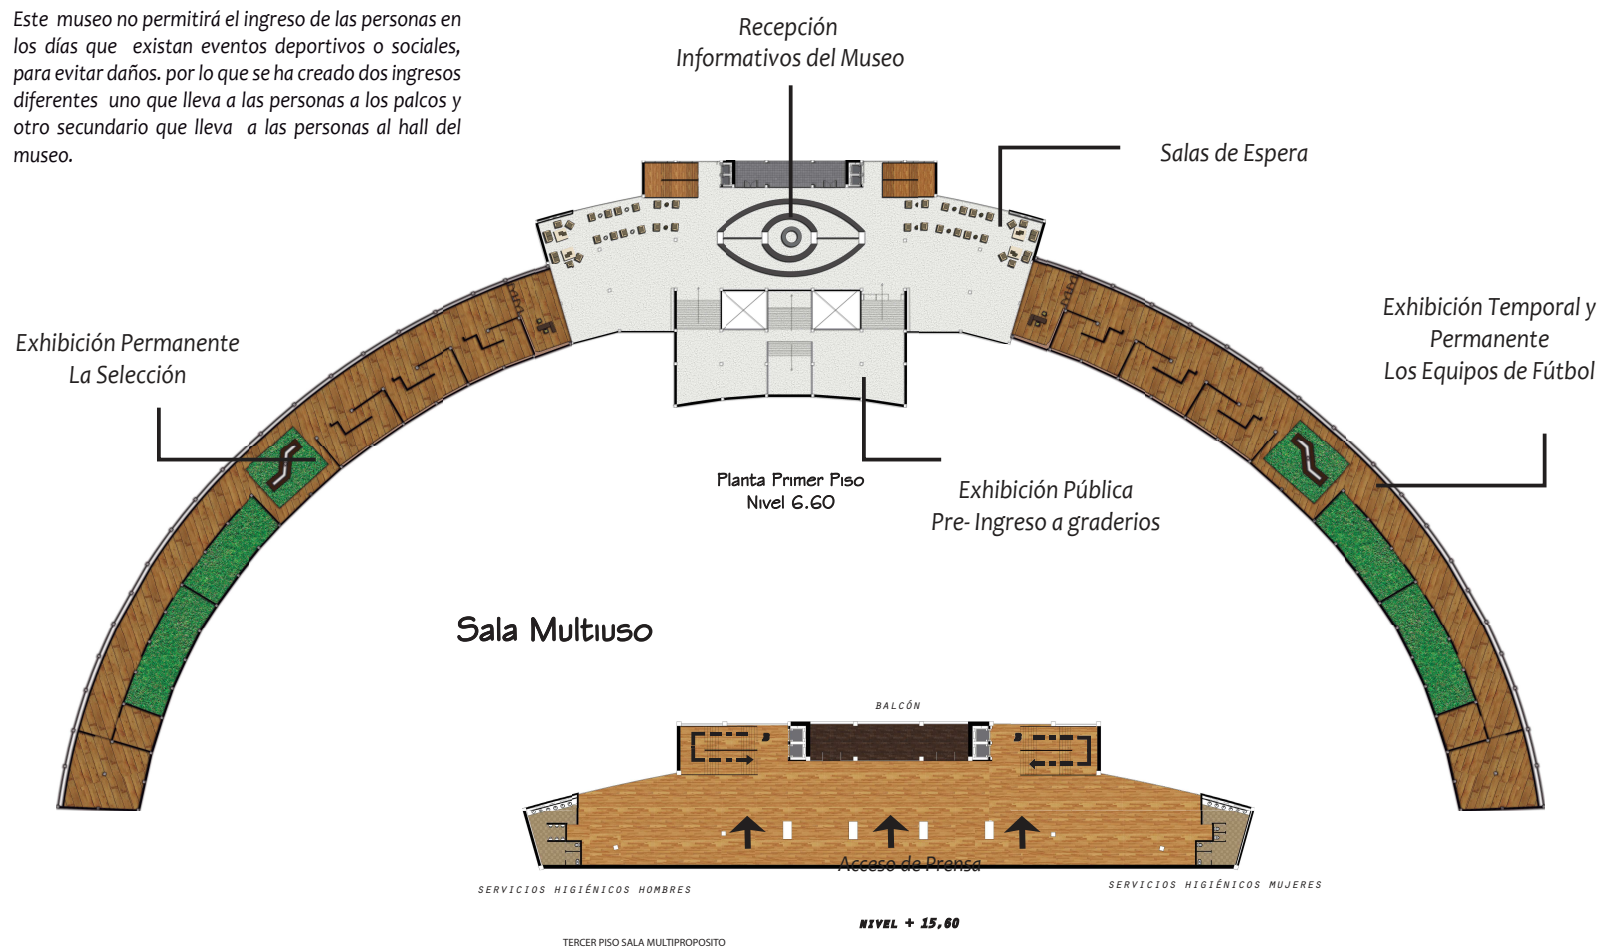 Este museo no permitirá el ingreso de las personas en
los días que existan eventos deportivos o sociales,
para evitar daños. por lo que se ha creado dos ingresos
diferentes uno que lleva a las personas a los palcos y
otro secundario que lleva a las personas al hall del
museo.
Recepción
Informativos del Museo
Salas de Espera
Exhibición Permanente
La Selección
Exhibición Temporal y
Permanente
Los Equipos de Fútbol
Planta Primer Piso
Nivel 6.60
Exhibición Pública
Pre- Ingreso a graderios
Sala Multiuso
BALCÓN
B
B
Acceso de Prensa
SERVICIOS HIGIÉNICOS HOMBRES
SERVICIOS HIGIÉNICOS MUJERES
NIVEL + 15,60
TERCER PISO SALA MULTIPROPOSITO